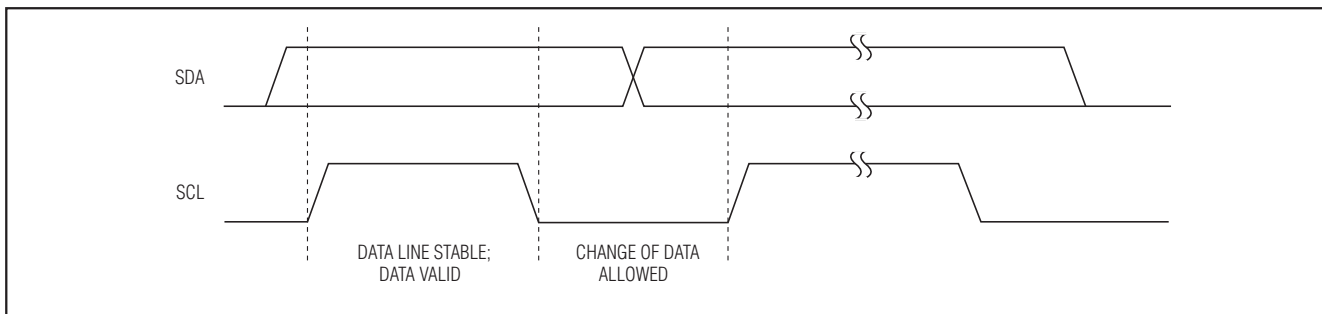 SDA
SCL
DATA LINE STABLE;
DATA VALID
CHANGE OF DATA
ALLOWED